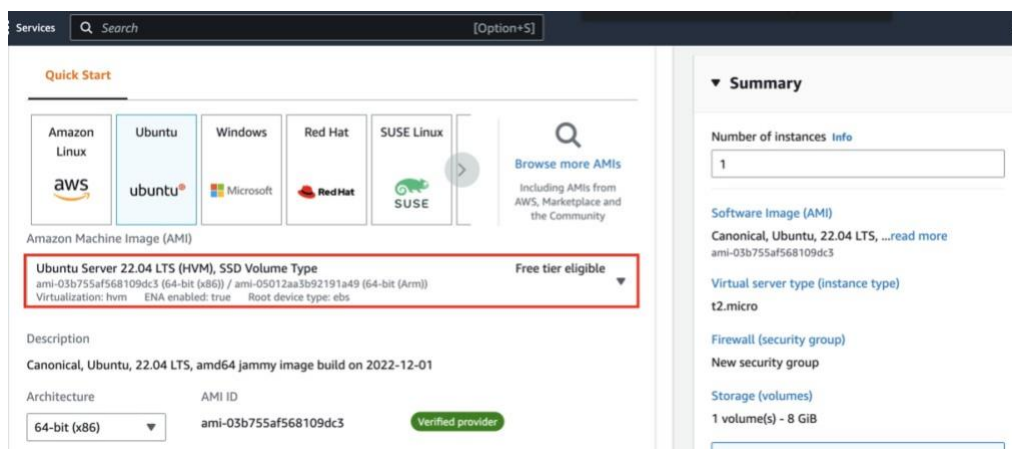 Services
Search
[Option+S]
Quick Start
Amazon Linux
aws
Ubuntu
ubuntu®
Windows
Microsoft
Red Hat
Red Hat
SUSE Linux
SUSE
Browse more AMIs
Including AMIs from
AWS, Marketplace and
the Community
Amazon Machine Image (AMI)
Ubuntu Server 22.04 LTS (HVM), SSD Volume Type
Free tier eligible
ami-03b755af568109dc3 (64-bit (x86)) / ami-05012aa3b92191a49 (64-bit (Arm))
Virtualization: hvm ENA enabled: true Root device type: ebs
Description
Canonical, Ubuntu, 22.04 LTS, amd64 jammy image build on 2022-12-01
Architecture
AMI ID
64-bit (x86)
ami-03b755af568109dc3
Verified provider
Summary
Number of instances Info
1
Software Image (AMI)
Canonical, Ubuntu, 22.04 LTS, ...read more
ami-03b755af568109dc3
Virtual server type (instance type)
t2.micro
Firewall (security group)
New security group
Storage (volumes)
1 volume(s) - 8 GiB